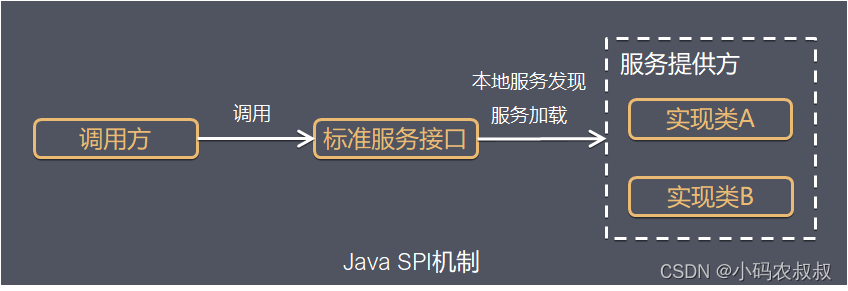 本地服务发现
服务提供方
调用
服务加载
实现类A
调用方
标准服务接口
实现类B
Java SPI机制
CSDN @小码农叔叔